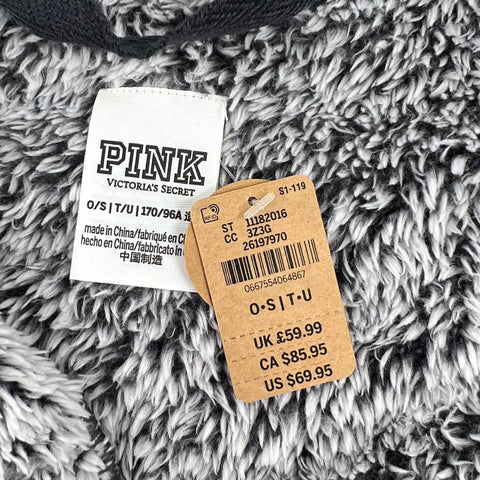 PINK
VICTORIA'S SECRET
O/S | T/U | 170/96A
made in China/fabriqué en C
hecho en China/fabbricato in C
中国制造
S1-119
RFID
ST 11182016
CC 3Z3G
26197970
0667554064867
O•S | T•U
UK £59.99
CA $85.95
US $69.95